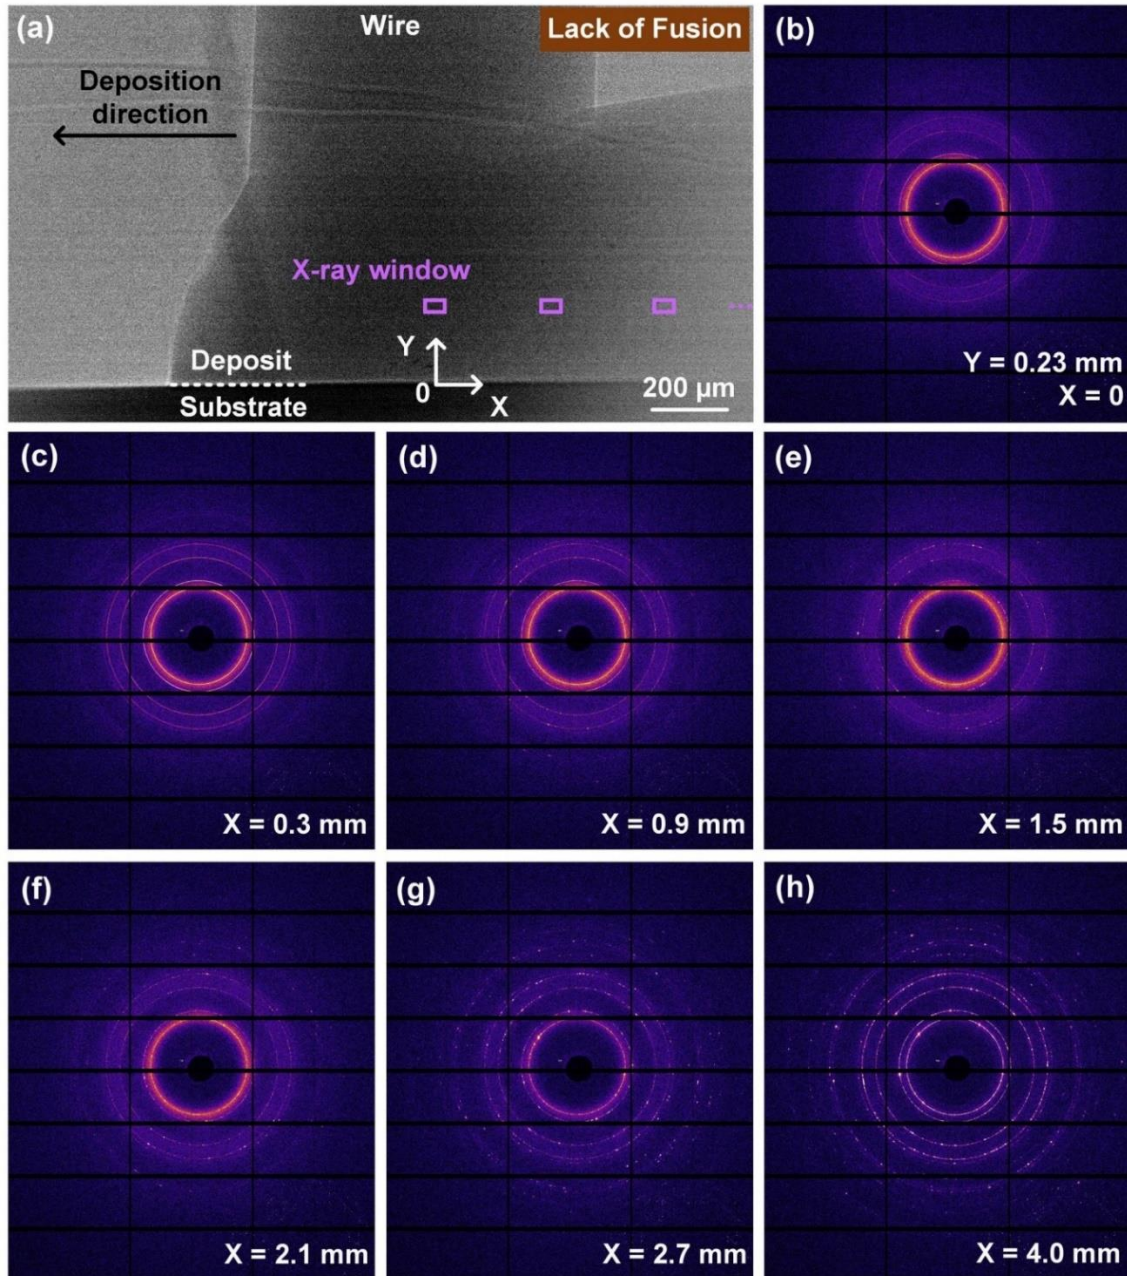 (a)
Wire
Lack of Fusion
Deposition
direction
X-ray window
Deposit
Substrate
Y
0
X
200 μm
(b)
Y = 0.23 mm
X = 0
(c)
X = 0.3 mm
(d)
X = 0.9 mm
(e)
X = 1.5 mm
(f)
X = 2.1 mm
(g)
X = 2.7 mm
(h)
X = 4.0 mm